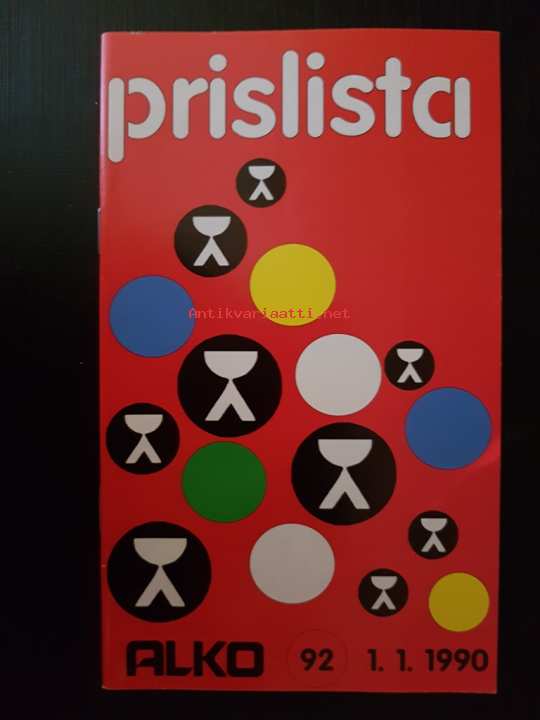 prislista
Antikvariaatti.net
ALKO 92 1. 1. 1990